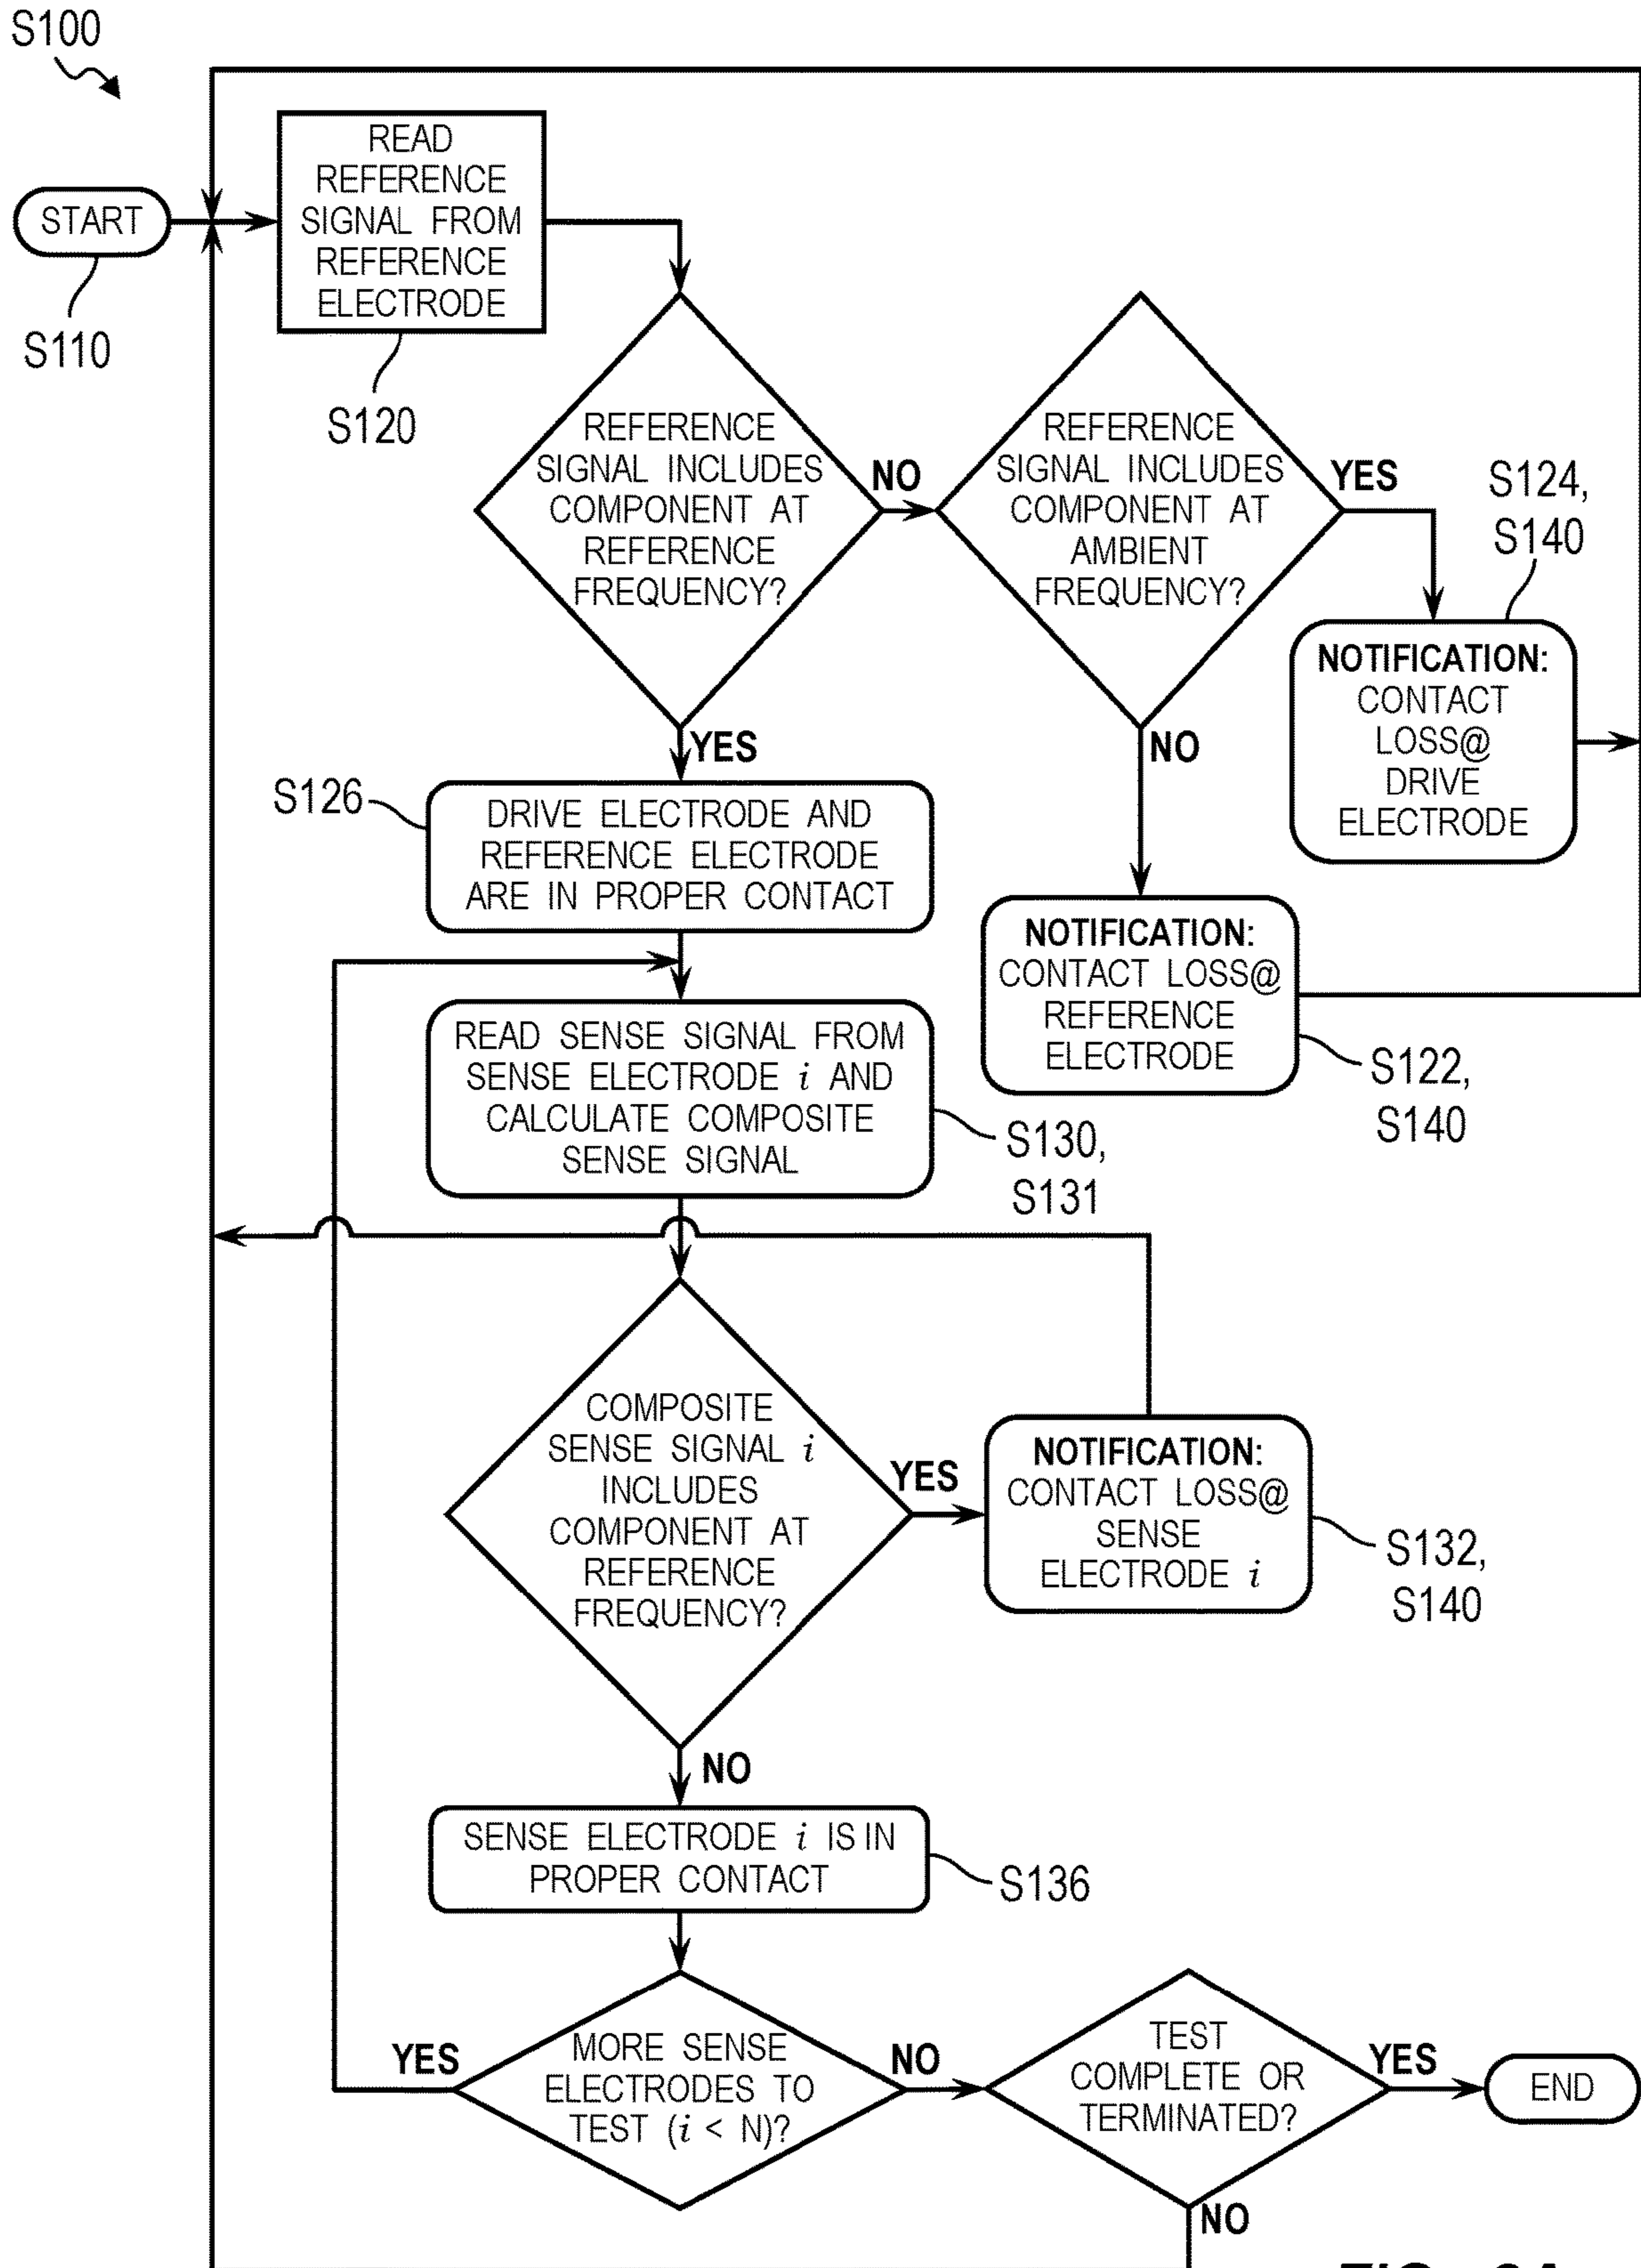 S100
READ
REFERENCE
SIGNAL FROM
REFERENCE
ELECTRODE
START
S110
S120
REFERENCE
SIGNAL INCLUDES
COMPONENT AT
REFERENCE
FREQUENCY?
NO
REFERENCE
SIGNAL INCLUDES
COMPONENT AT
AMBIENT
FREQUENCY?
YES
S124,
S140
NOTIFICATION:
CONTACT
LOSS@
DRIVE
ELECTRODE
YES
NO
S126
DRIVE ELECTRODE AND
REFERENCE ELECTRODE
ARE IN PROPER CONTACT
NOTIFICATION:
CONTACT LOSS@
REFERENCE
ELECTRODE
S122,
S140
READ SENSE SIGNAL FROM
SENSE ELECTRODE i AND
CALCULATE COMPOSITE
SENSE SIGNAL
S130,
S131
COMPOSITE
SENSE SIGNAL i
INCLUDES
COMPONENT AT
REFERENCE
FREQUENCY?
YES
NOTIFICATION:
CONTACT LOSS@
SENSE
ELECTRODE i
S132,
S140
NO
SENSE ELECTRODE i IS IN
PROPER CONTACT
S136
YES
MORE SENSE
ELECTRODES TO
TEST (i < N)?
NO
TEST
COMPLETE OR
TERMINATED?
YES
END
NO